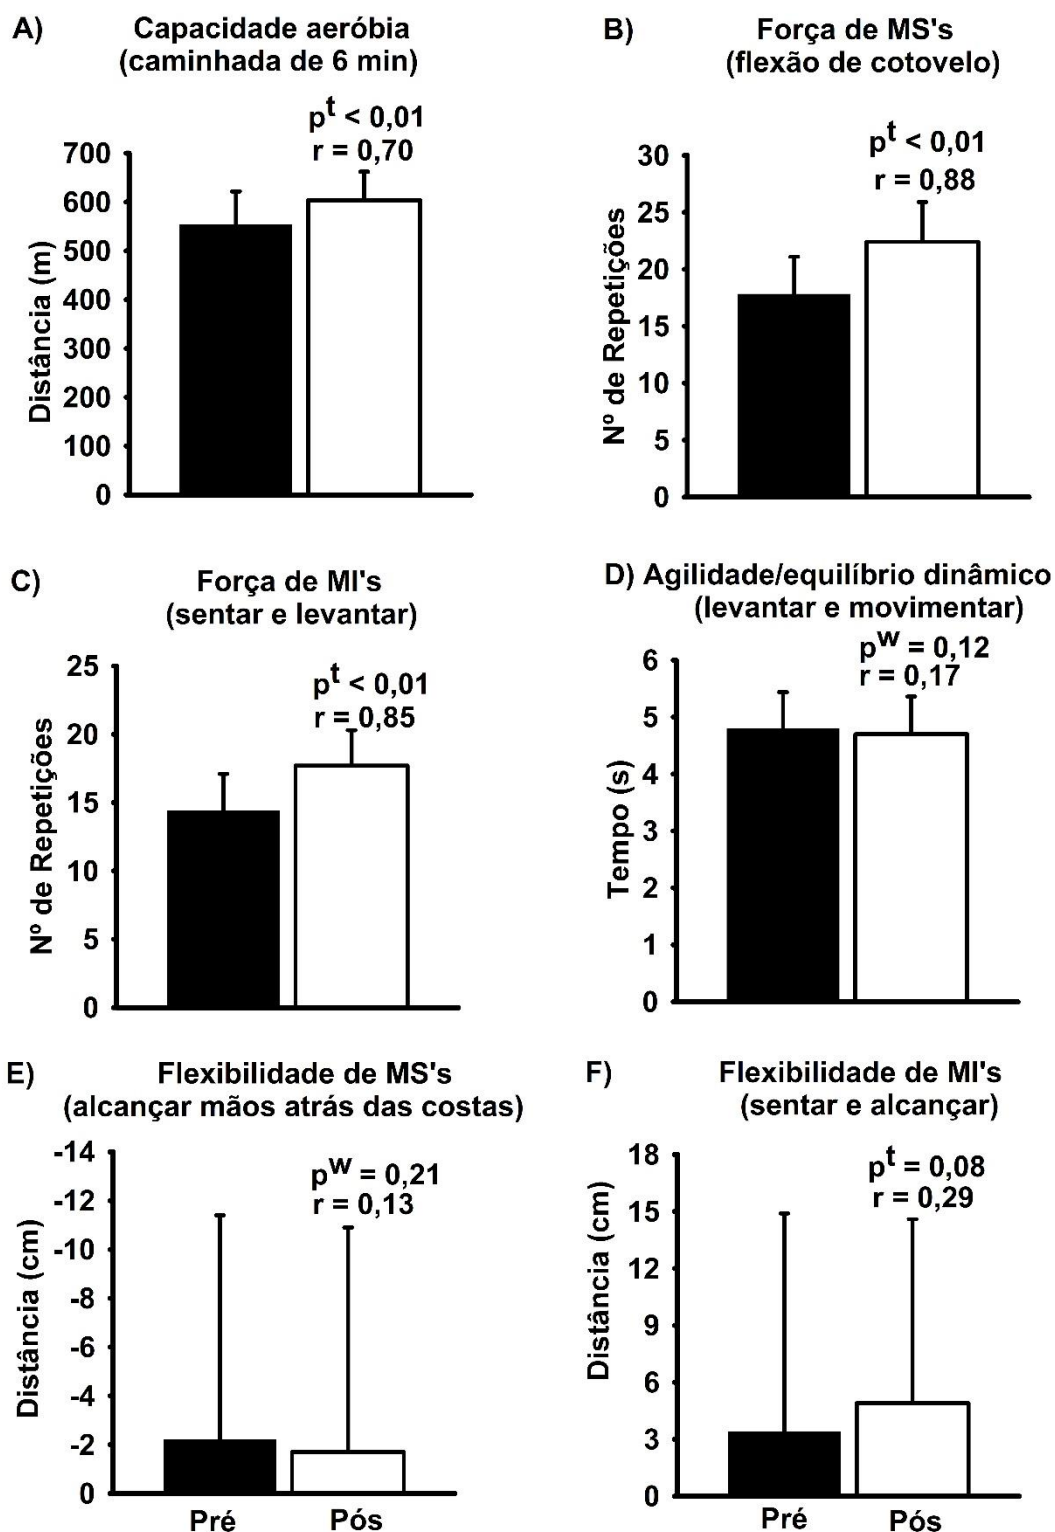 A)
Capacidade aeróbia
(caminhada de 6 min)
pt < 0,01
r = 0,70
Distância (m)
700
600
500
400
300
200
100
0
B)
Força de MS's
(flexão de cotovelo)
pt < 0,01
r = 0,88
Nº de Repetições
30
25
20
15
10
5
0
C)
Força de MI's
(sentar e levantar)
pt < 0,01
r = 0,85
Nº de Repetições
25
20
15
10
5
0
D) Agilidade/equilíbrio dinâmico
(levantar e movimentar)
pw = 0,12
r = 0,17
Tempo (s)
6
5
4
3
2
1
0
E)
Flexibilidade de MS's
(alcançar mãos atrás das costas)
pw = 0,21
r = 0,13
Distância (cm)
-14
-12
-10
-8
-6
-4
-2
0
Pré
Pós
F)
Flexibilidade de MI's
(sentar e alcançar)
pt = 0,08
r = 0,29
Distância (cm)
18
15
12
9
6
3
0
Pré
Pós